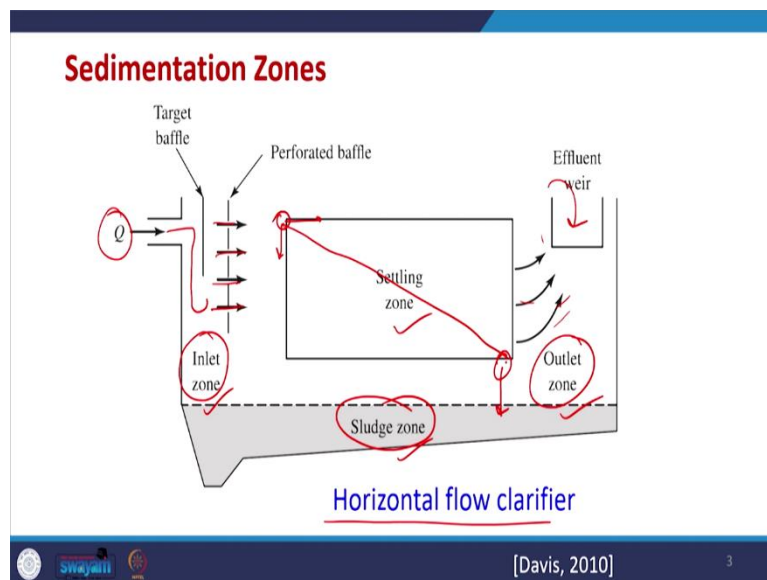 Sedimentation Zones
Target
baffle
Perforated baffle
Effluent
weir
Q
Settling
zone
Inlet
zone
Outlet
zone
Sludge zone
Horizontal flow clarifier
swayam
[Davis, 2010]
3